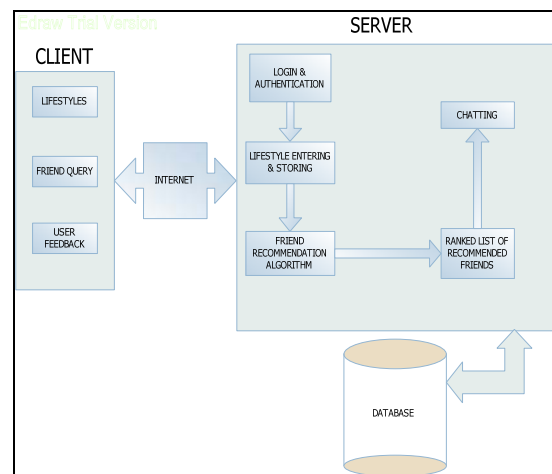 Edraw Trial Version
SERVER
CLIENT
LIFESTYLES
FRIEND QUERY
USER
FEEDBACK
INTERNET
LOGIN &
AUTHENTICATION
LIFESTYLE ENTERING
& STORING
FRIEND
RECOMMENDATION
ALGORITHM
CHATTING
RANKED LIST OF
RECOMMENDED
FRIENDS
DATABASE